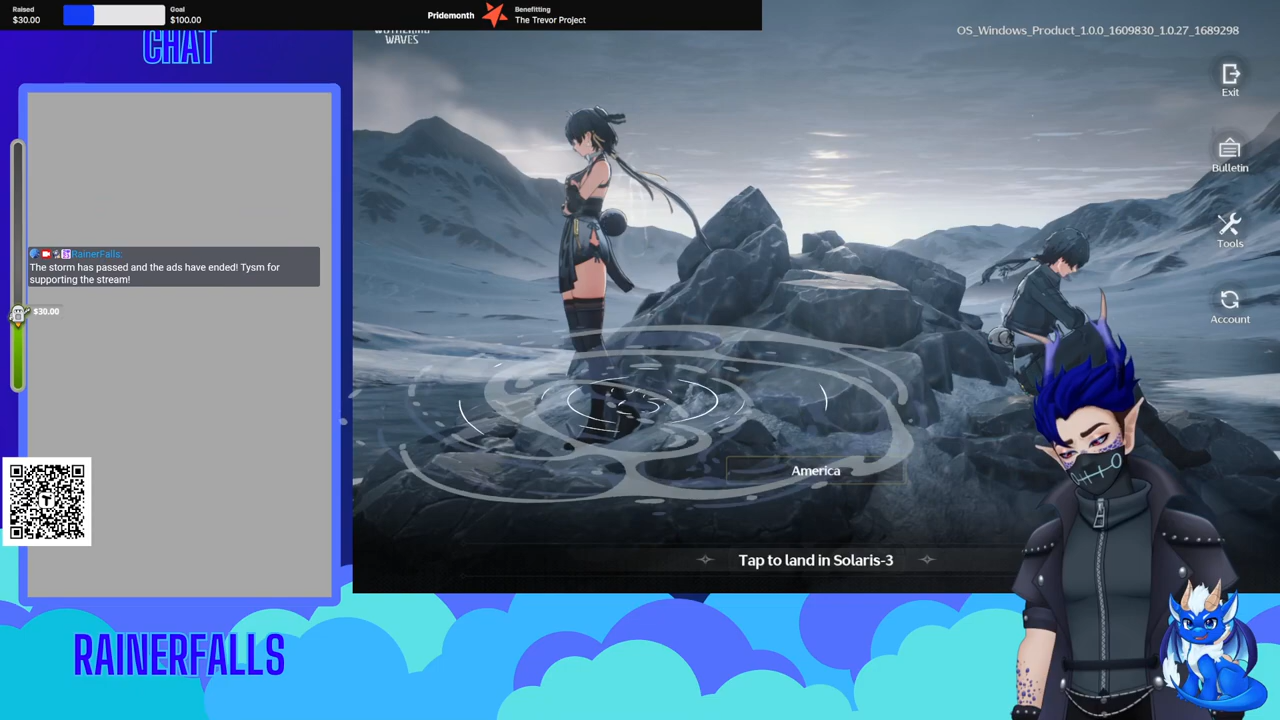 Raised
$30.00
Goal
$100.00
Pridemonth
Benefitting
The Trevor Project
CHAT
RainerFalls:
The storm has passed and the ads have ended! Tysm for
supporting the stream!
$30.00
RAINERFALLS
WUTHERING
WAVES
OS_Windows_Product_1.0.0_1609830_1.0.27_1689298
Exit
Bulletin
Tools
Account
America
Tap to land in Solaris-3